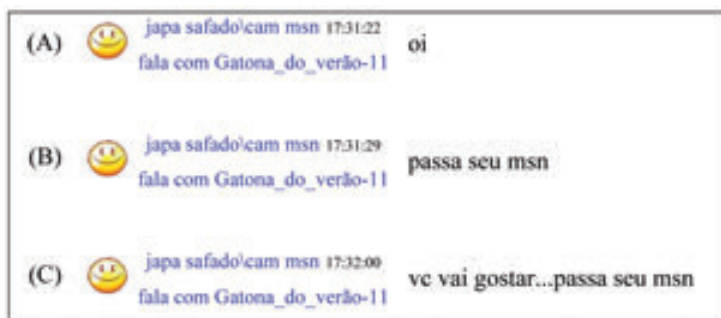 (A) japa safado\cam msn 17:31:22
fala com Gatona_do_verão-11 oi
(B) japa safado\cam msn 17:31:29
fala com Gatona_do_verão-11 passa seu msn
(C) japa safado\cam msn 17:32:00
fala com Gatona_do_verão-11 vc vai gostar...passa seu msn